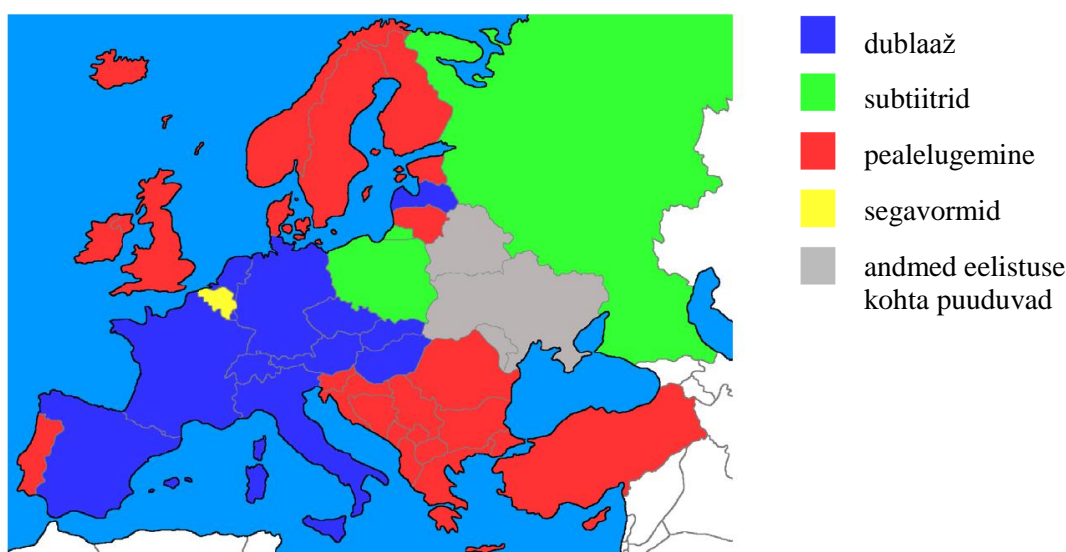 dublaaž
subtiitrid
pealelugemine
segavormid
andmed eelistuse
kohta puuduvad